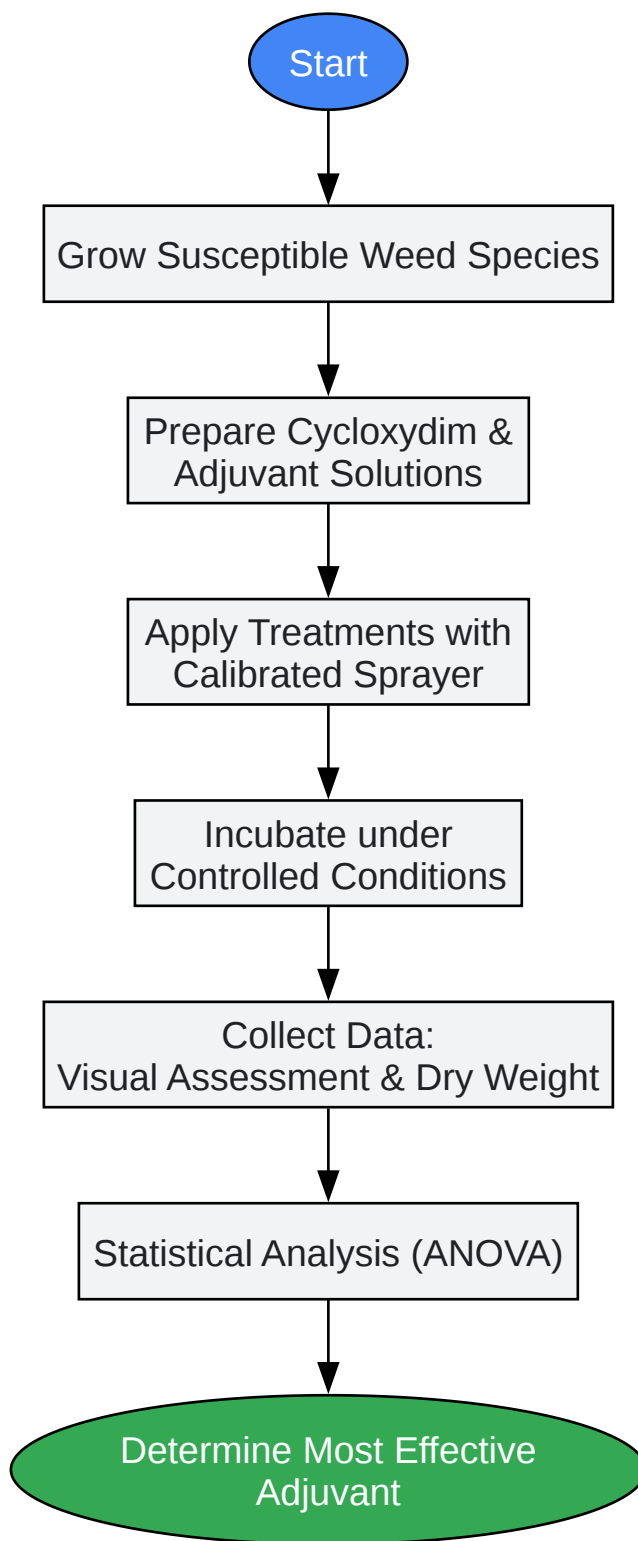 Start
Grow Susceptible Weed Species
Prepare Cycloxydim &
Adjuvant Solutions
Apply Treatments with
Calibrated Sprayer
Incubate under
Controlled Conditions
Collect Data:
Visual Assessment & Dry Weight
Statistical Analysis (ANOVA)
Determine Most Effective
Adjuvant